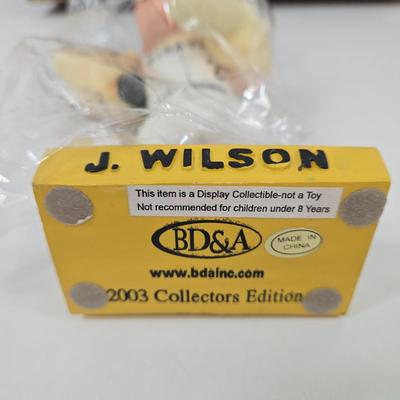 J. WILSON
This item is a Display Collectible-not a Toy
Not recommended for children under 8 Years
BD&A
MADE IN
CHINA
www.bdainc.com
2003 Collectors Edition